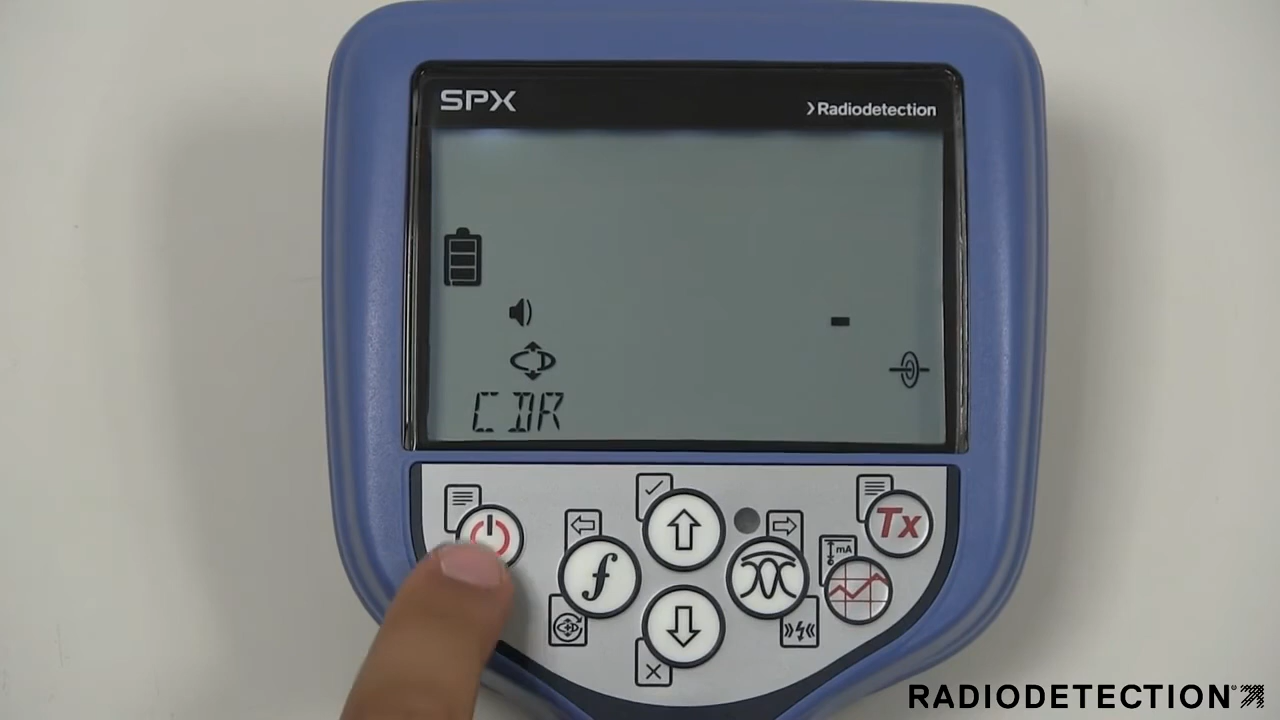 SPX
Radiodetection
CDR
f
Tx
mA
RADIODETECTION